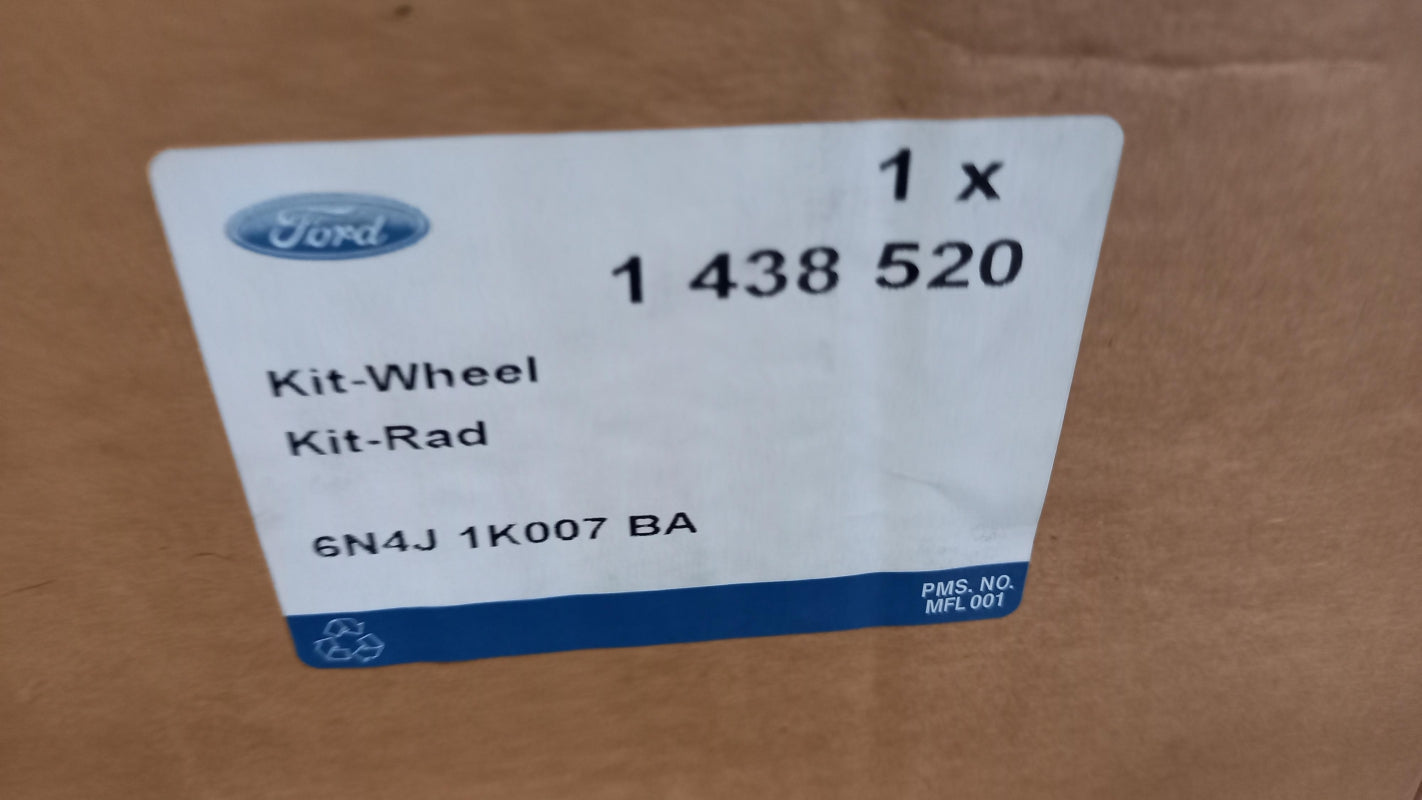 Ford
1 x
1 438 520
Kit-Wheel
Kit-Rad
6N4J 1K007 BA
PMS. NO.
MFL 001